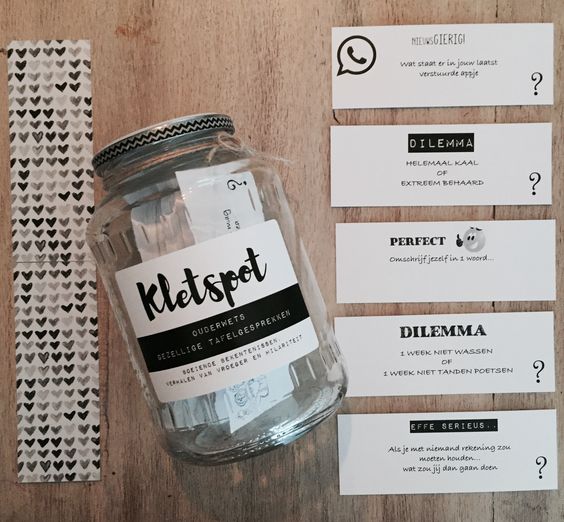 Kletspot
OUDERWETS
GEZELLIGE TAFELGESPREKKEN
BOEIENDE BEKENTENISSEN
VERHALEN VAN VROEGER EN HILARITEIT
?
NIEUWSGIERIG!
Wat staat er in jouw laatst
verstuurde appje
?
DILEMMA
HELEMAAL KAAL
OF
EXTREEM BEHAARD
?
PERFECT
Omschrijf jezelf in 1 woord...
DILEMMA
1 WEEK NIET WASSEN
OF
1 WEEK NIET TANDEN POETSEN
?
EFFE SERIEUS..
Als je met niemand rekening zou
moeten houden...
wat zou jij dan gaan doen
?